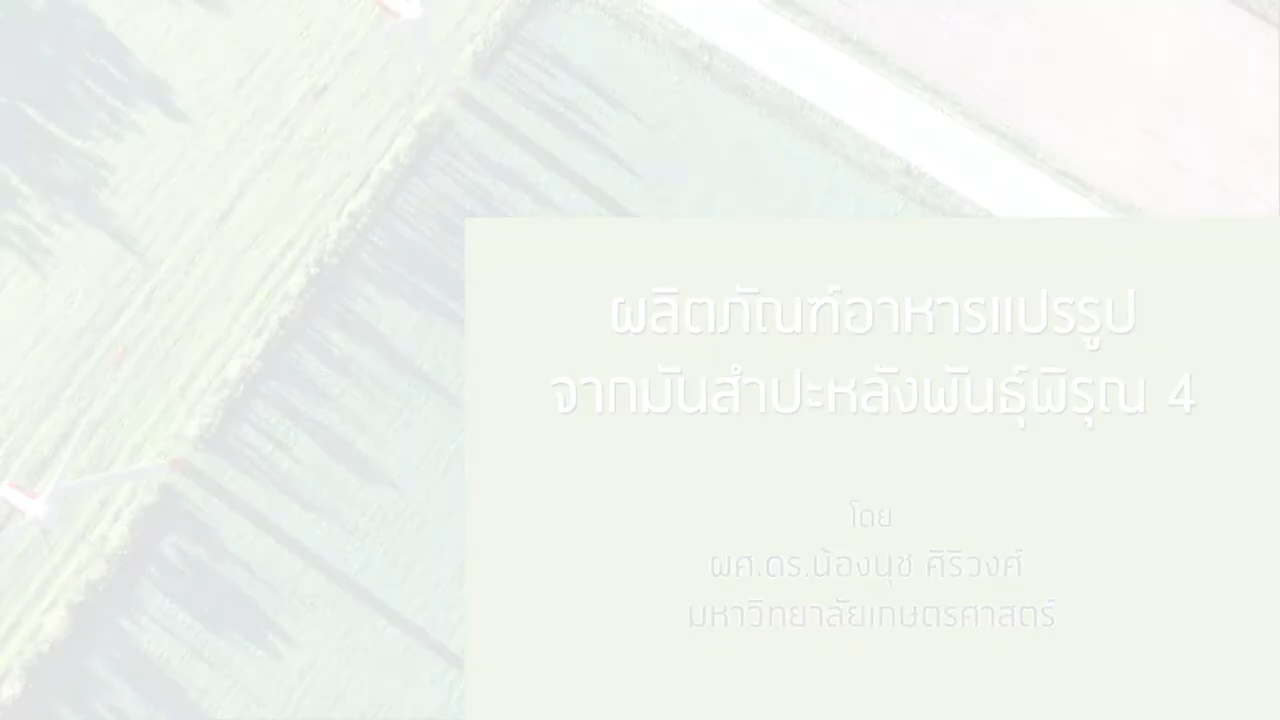 ผลิตภัณฑ์อาหารแปรรูป
จากมันสำปะหลังพันธุ์พิรุณ 4
โดย
ผศ.ดร.น้องนุช ศิริวงศ์
มหาวิทยาลัยเกษตรศาสตร์